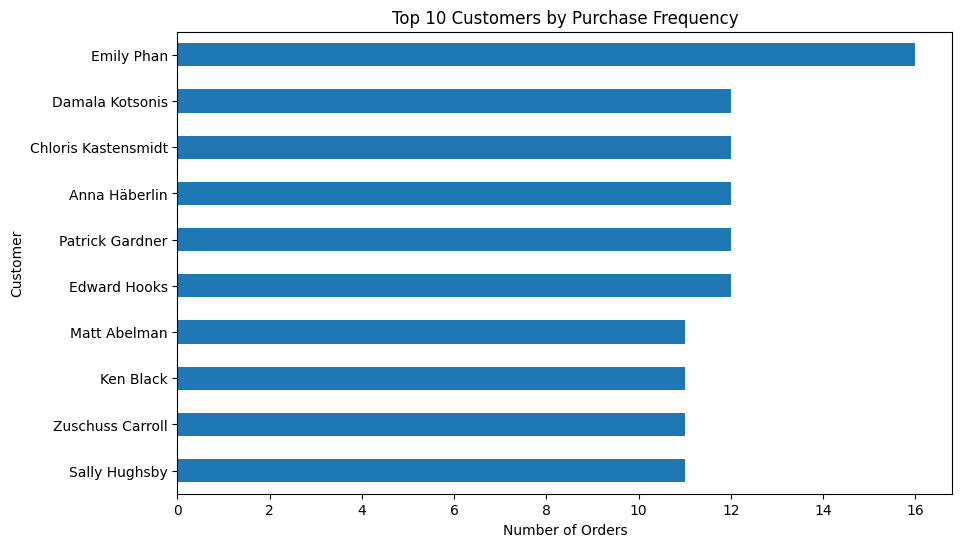 Top 10 Customers by Purchase Frequency
Customer
Emily Phan
Damala Kotsonis
Chloris Kastensmidt
Anna Häberlin
Patrick Gardner
Edward Hooks
Matt Abelman
Ken Black
Zuschuss Carroll
Sally Hughsby
0 2 4 6 8 10 12 14 16
Number of Orders